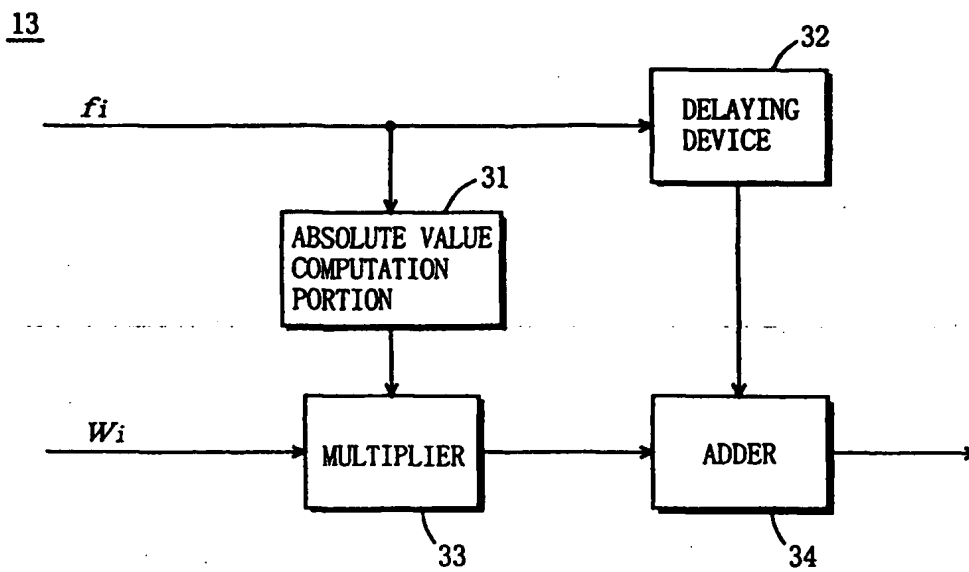 13
32
fi
DELAYING
DEVICE
31
ABSOLUTE VALUE
COMPUTATION
PORTION
Wi
MULTIPLIER
ADDER
33
34